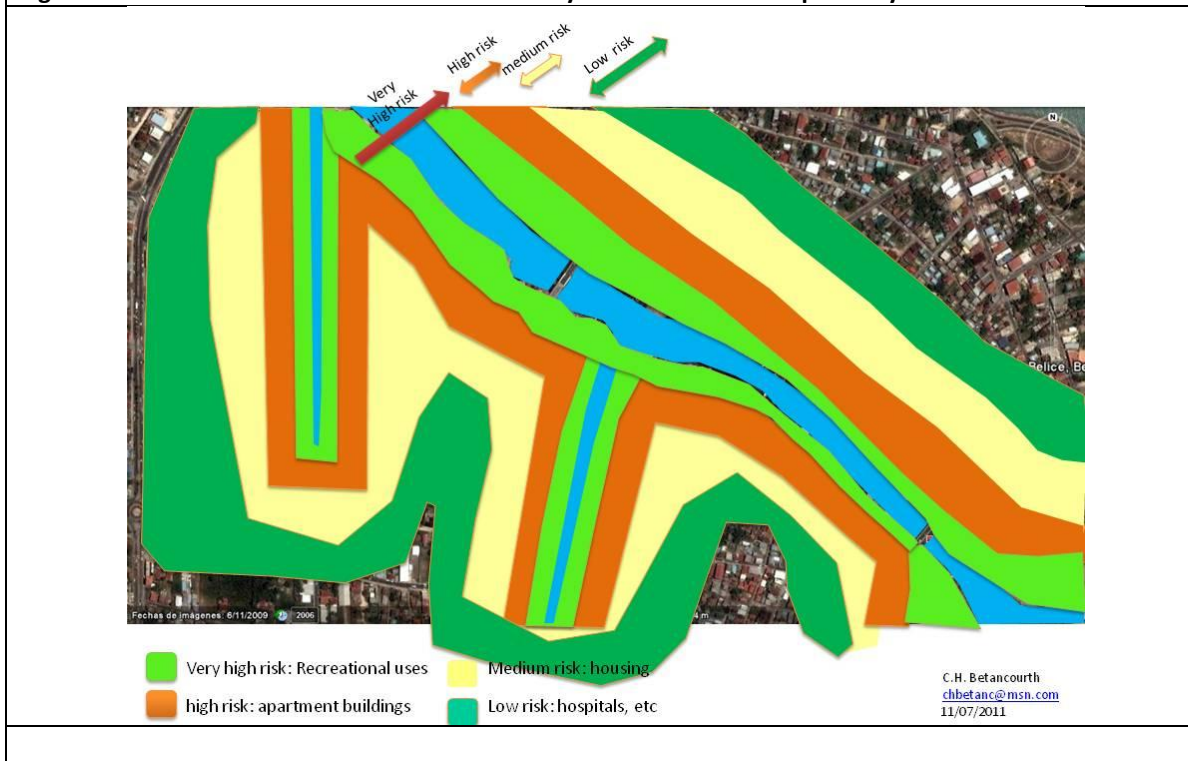 High risk
medium risk
Low risk
Very
High risk
N
Belice, Be
Fechas de imágenes: 6/11/2009
2006
m
Very high risk: Recreational uses
Medium risk: housing
high risk: apartment buildings
Low risk: hospitals, etc
C.H. Betancourth
chbetanc@msn.com
11/07/2011